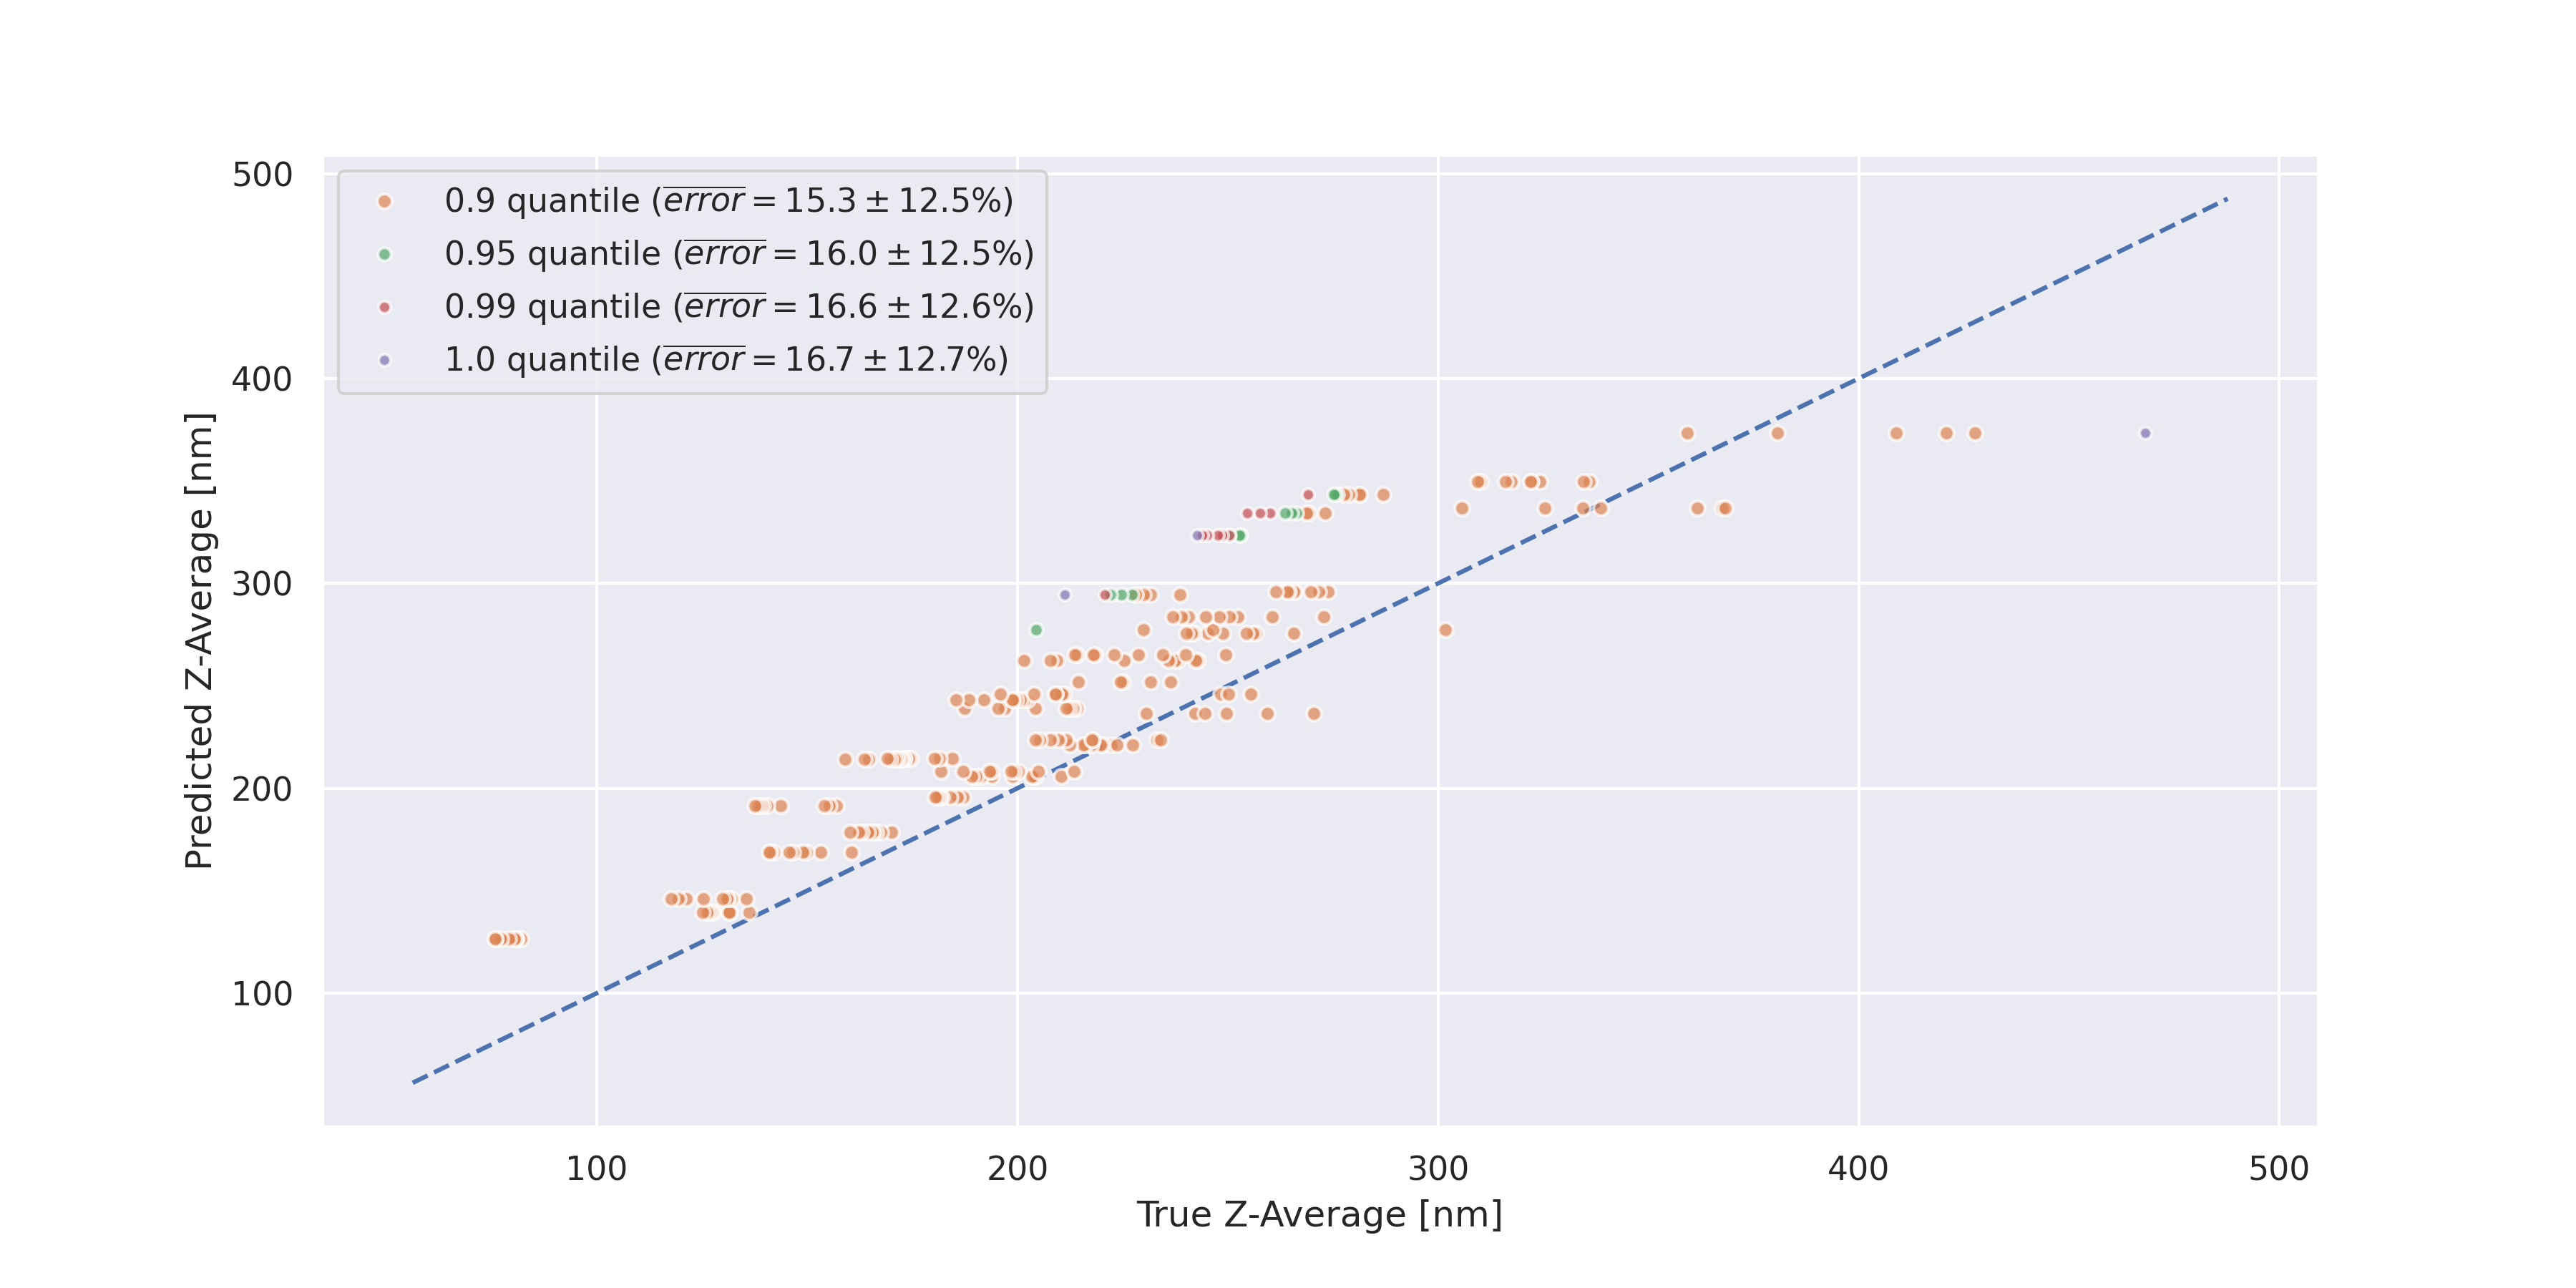 0.9 quantile (error = 15.3 ± 12.5%)
0.95 quantile (error = 16.0 ± 12.5%)
0.99 quantile (error = 16.6 ± 12.6%)
1.0 quantile (error = 16.7 ± 12.7%)
500
400
300
200
100
Predicted Z-Average [nm]
100 200 300 400 500
True Z-Average [nm]